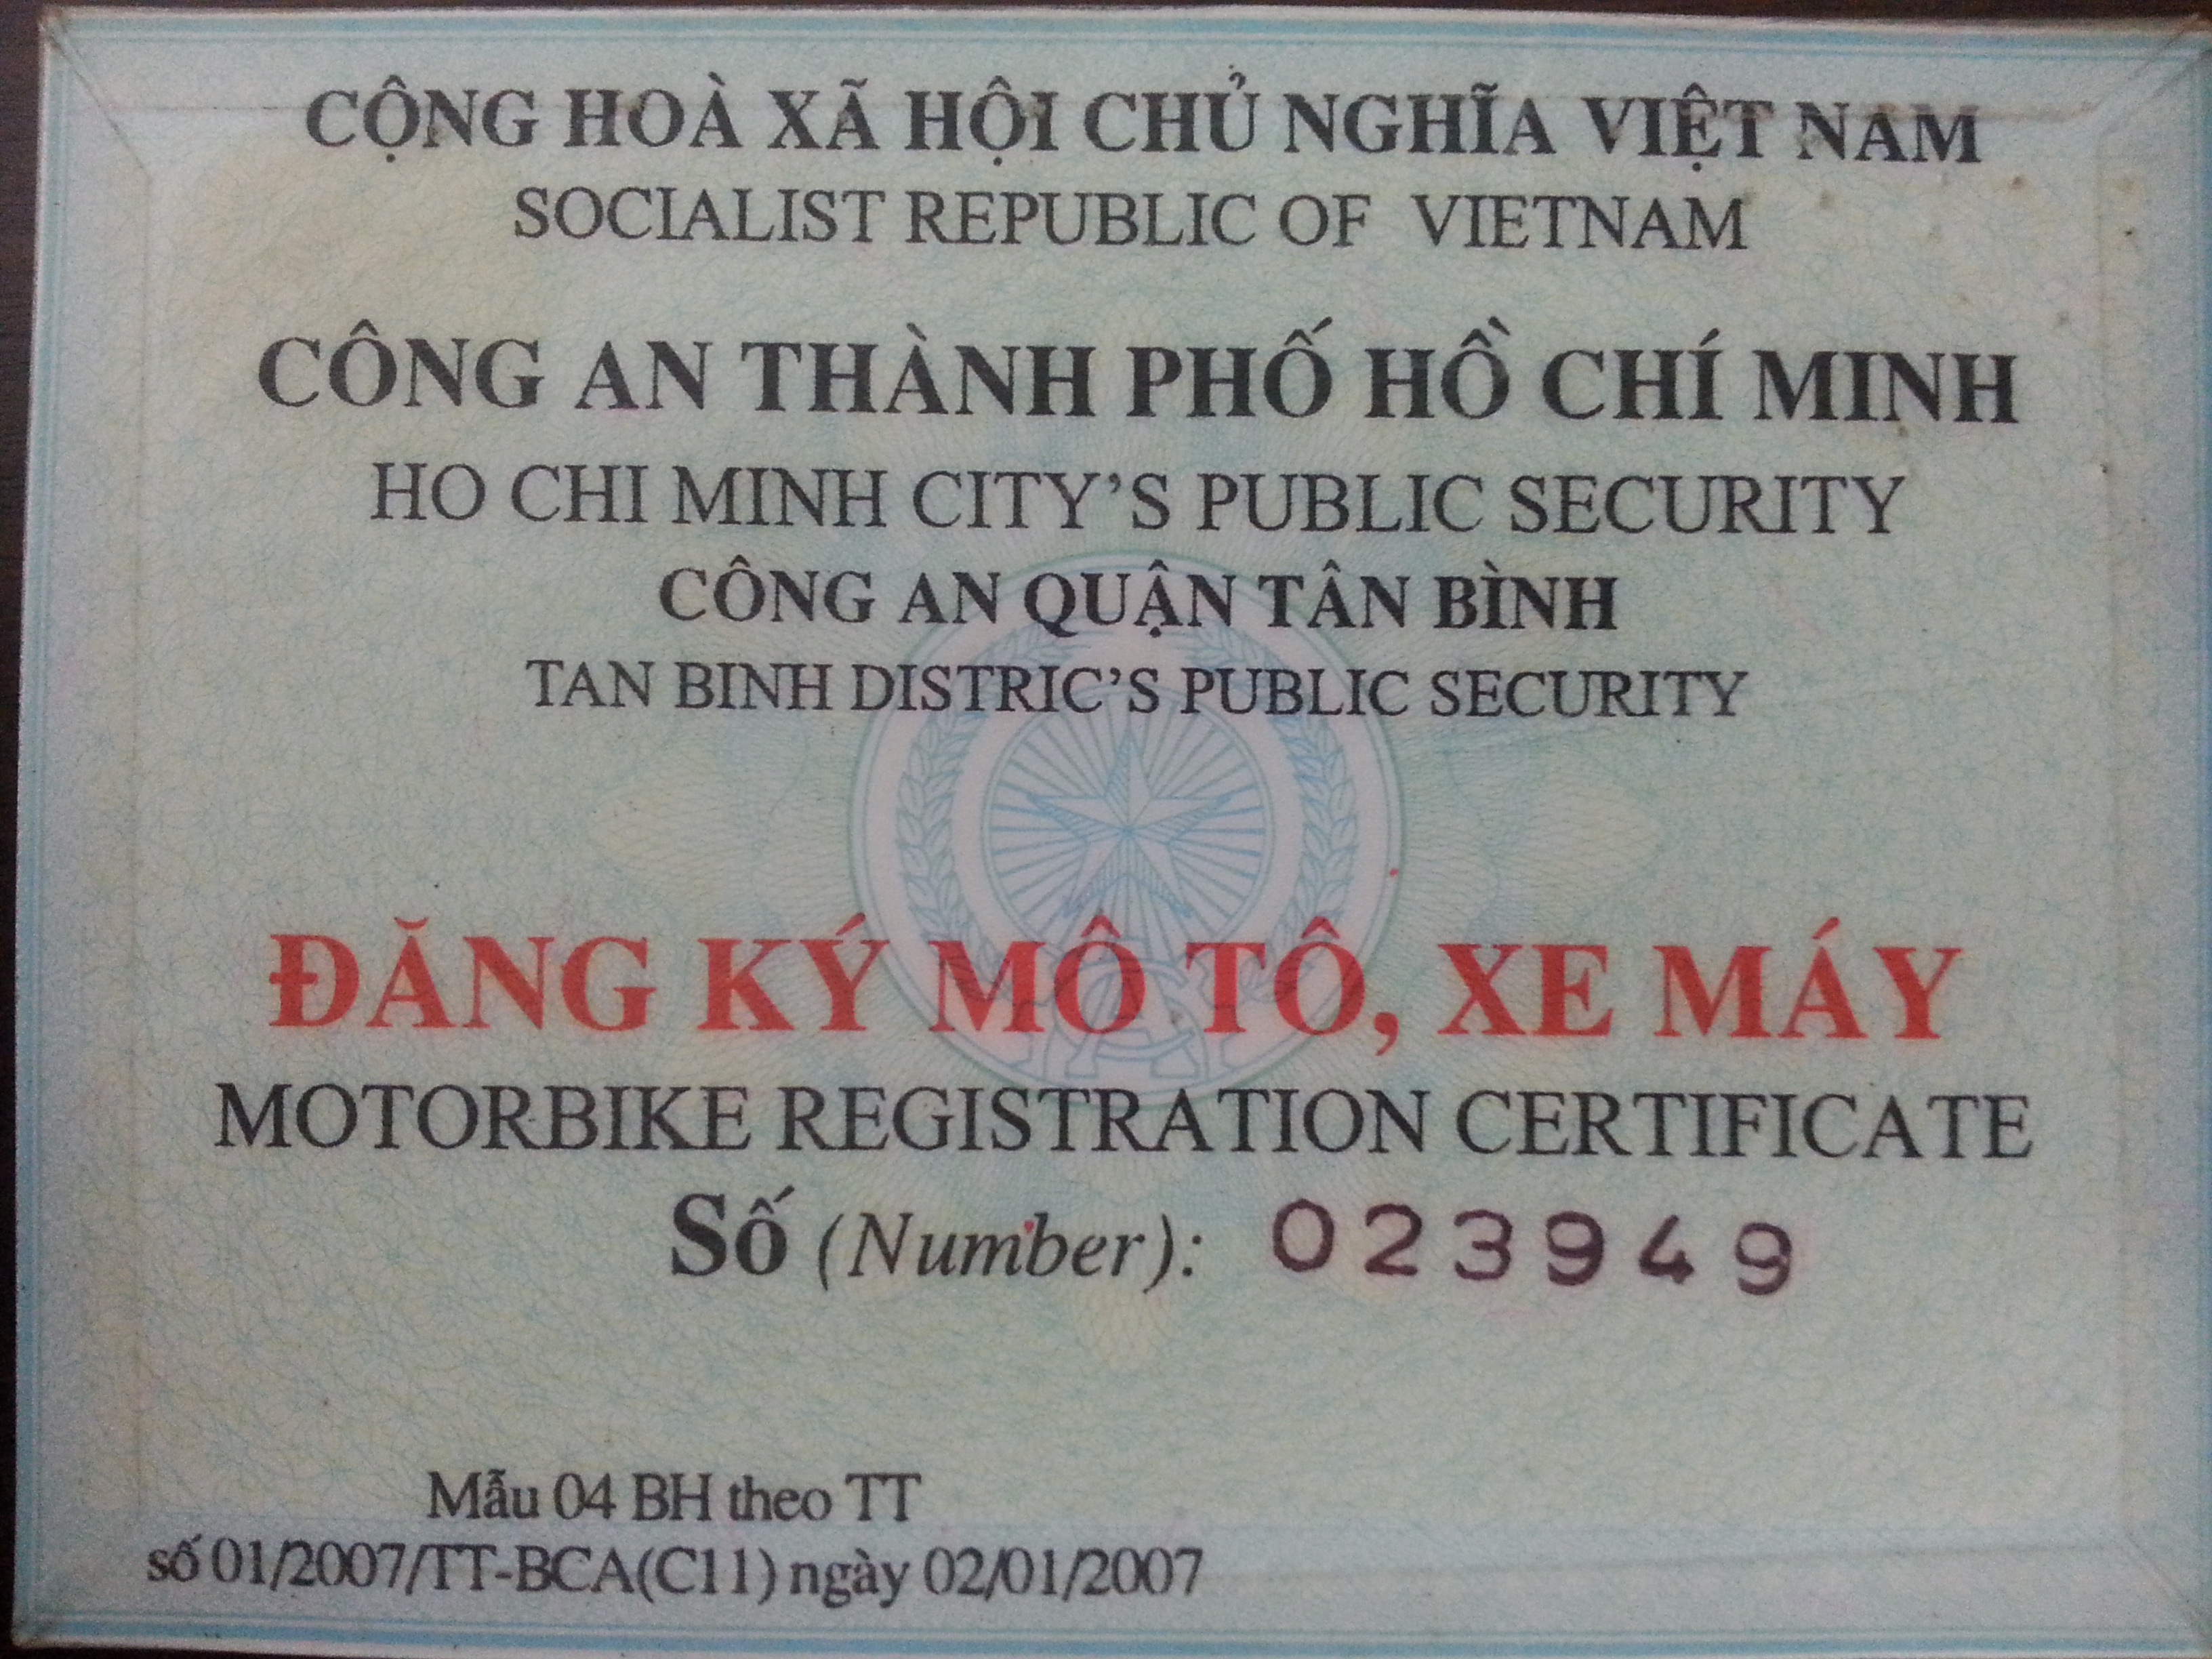 CỘNG HOÀ XÃ HỘI CHỦ NGHĨA VIỆT NAM
SOCIALIST REPUBLIC OF VIETNAM
CÔNG AN THÀNH PHỐ HỒ CHÍ MINH
HO CHI MINH CITY’S PUBLIC SECURITY
CÔNG AN QUẬN TÂN BÌNH
TAN BINH DISTRIC’S PUBLIC SECURITY
ĐĂNG KÝ MÔ TÔ, XE MÁY
MOTORBIKE REGISTRATION CERTIFICATE
Số (Number): 023949
Mẫu 04 BH theo TT
số 01/2007/TT-BCA(C11) ngày 02/01/2007